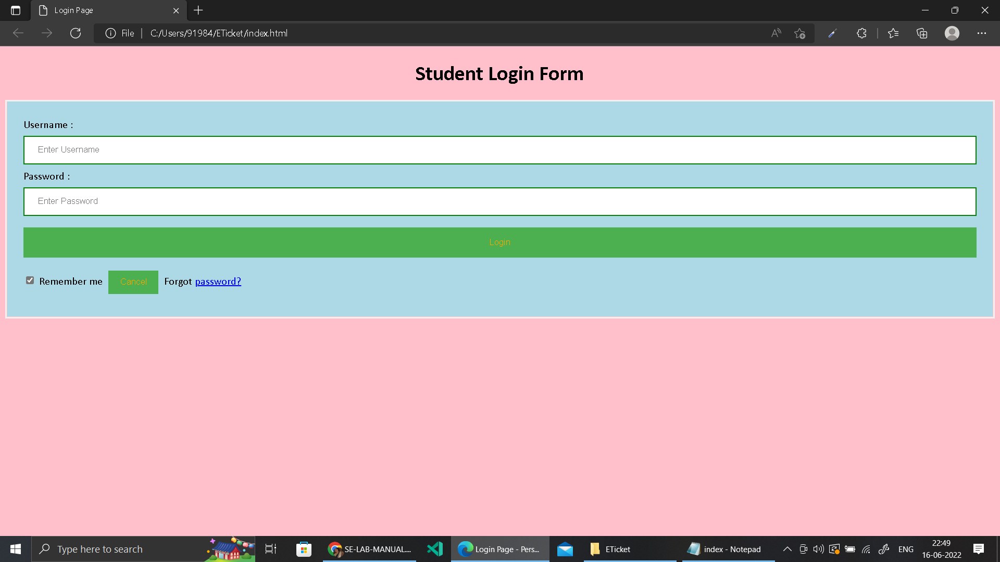 Login Page
File
C:/Users/91984/ETicket/index.html
Student Login Form
Username :
Enter Username
Password :
Enter Password
Login
Remember me
Cancel
Forgot password?
Type here to search
SE-LAB-MANUAL....
Login Page - Pers...
ETicket
index - Notepad
ENG
22:49
16-06-2022